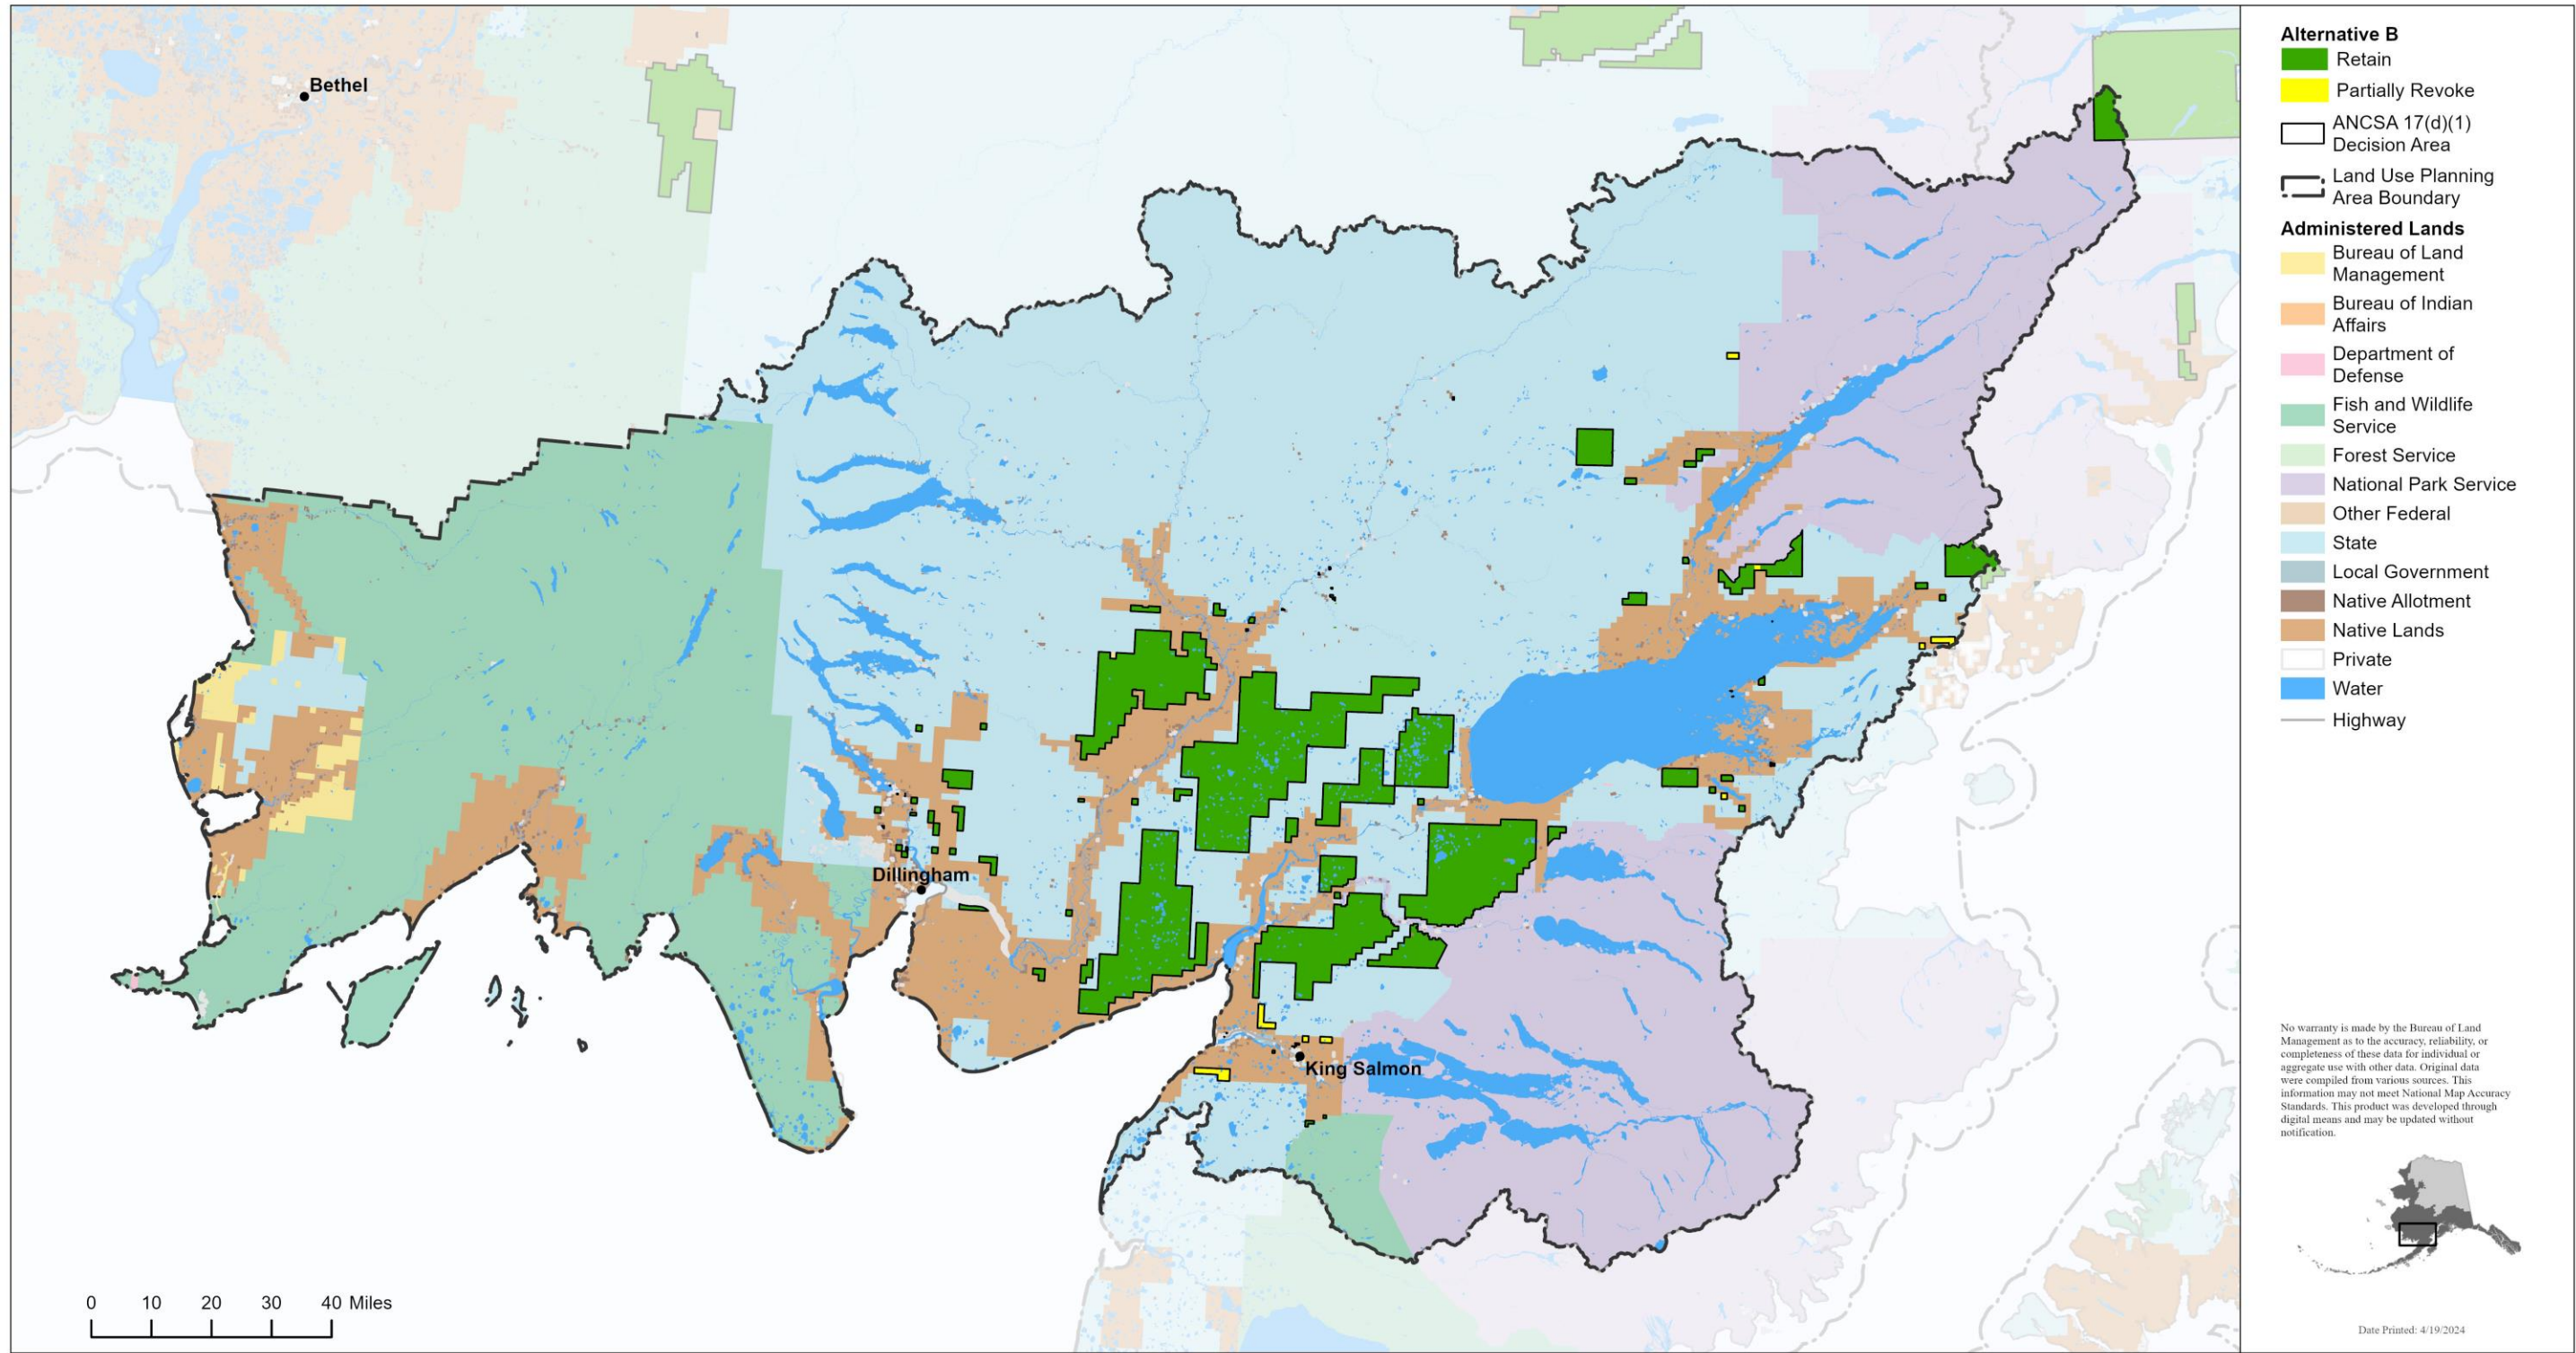 Bethel
Dillingham
King Salmon
0 10 20 30 40 Miles
Alternative B
Retain
Partially Revoke
ANCSA 17(d)(1)
Decision Area
Land Use Planning
Area Boundary
Administered Lands
Bureau of Land
Management
Bureau of Indian
Affairs
Department of
Defense
Fish and Wildlife
Service
Forest Service
National Park Service
Other Federal
State
Local Government
Native Allotment
Native Lands
Private
Water
Highway
No warranty is made by the Bureau of Land
Management as to the accuracy, reliability, or
completeness of these data for individual or
aggregate use with other data. Original data
were compiled from various sources. This
information may not meet National Map Accuracy
Standards. This product was developed through
digital means and may be updated without
notification.
Date Printed: 4/19/2024